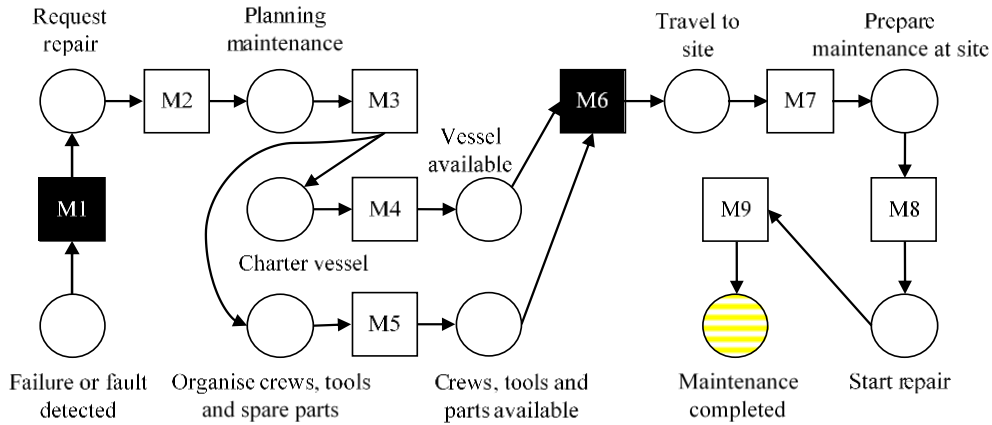 Request
repair
Planning
maintenance
Travel to
site
Prepare
maintenance at site
M2
M3
M6
M7
Vessel
available
M1
M4
M9
M8
Charter vessel
M5
Failure or fault
detected
Organise crews, tools
and spare parts
Crews, tools and
parts available
Maintenance
completed
Start repair